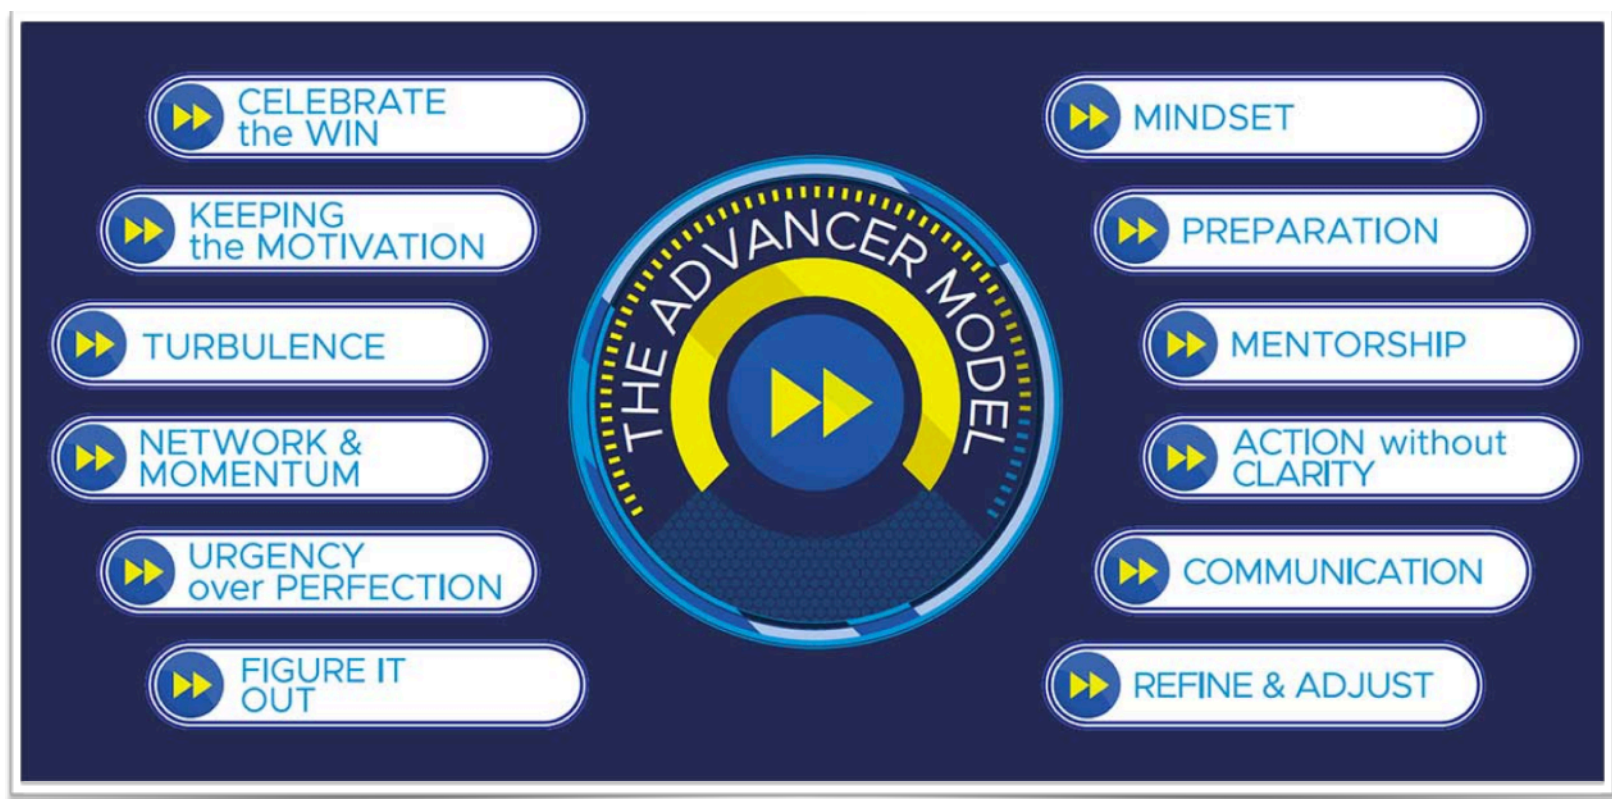 CELEBRATE
the WIN
KEEPING
the MOTIVATION
TURBULENCE
NETWORK &
MOMENTUM
URGENCY
over PERFECTION
FIGURE IT
OUT
THE ADVANCER MODEL
MINDSET
PREPARATION
MENTORSHIP
ACTION without
CLARITY
COMMUNICATION
REFINE & ADJUST